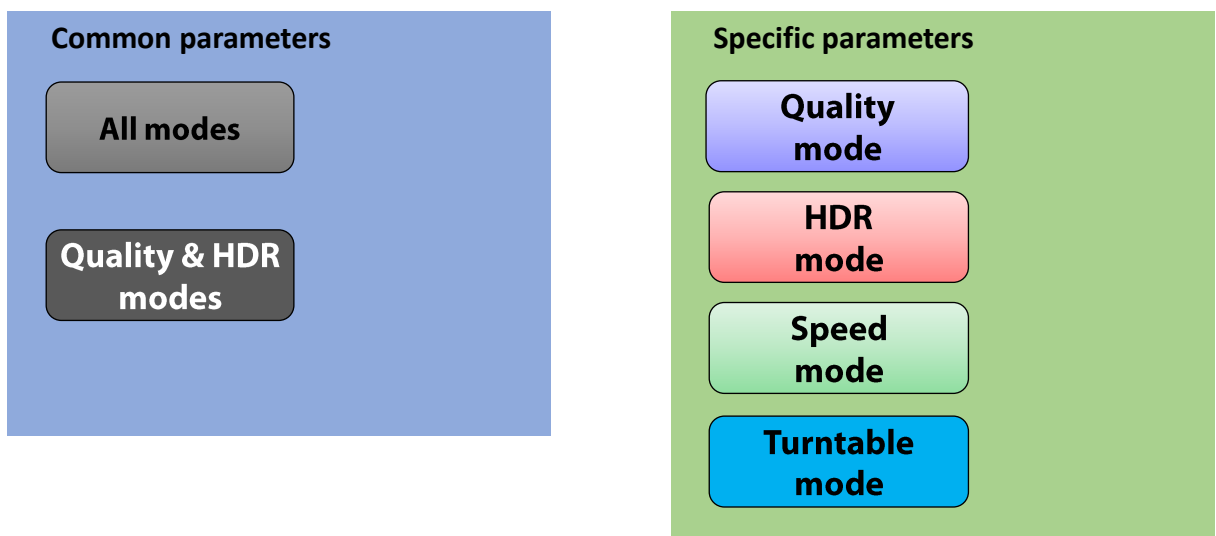 Common parameters
All modes
Quality & HDR
modes
Specific parameters
Quality
mode
HDR
mode
Speed
mode
Turntable
mode